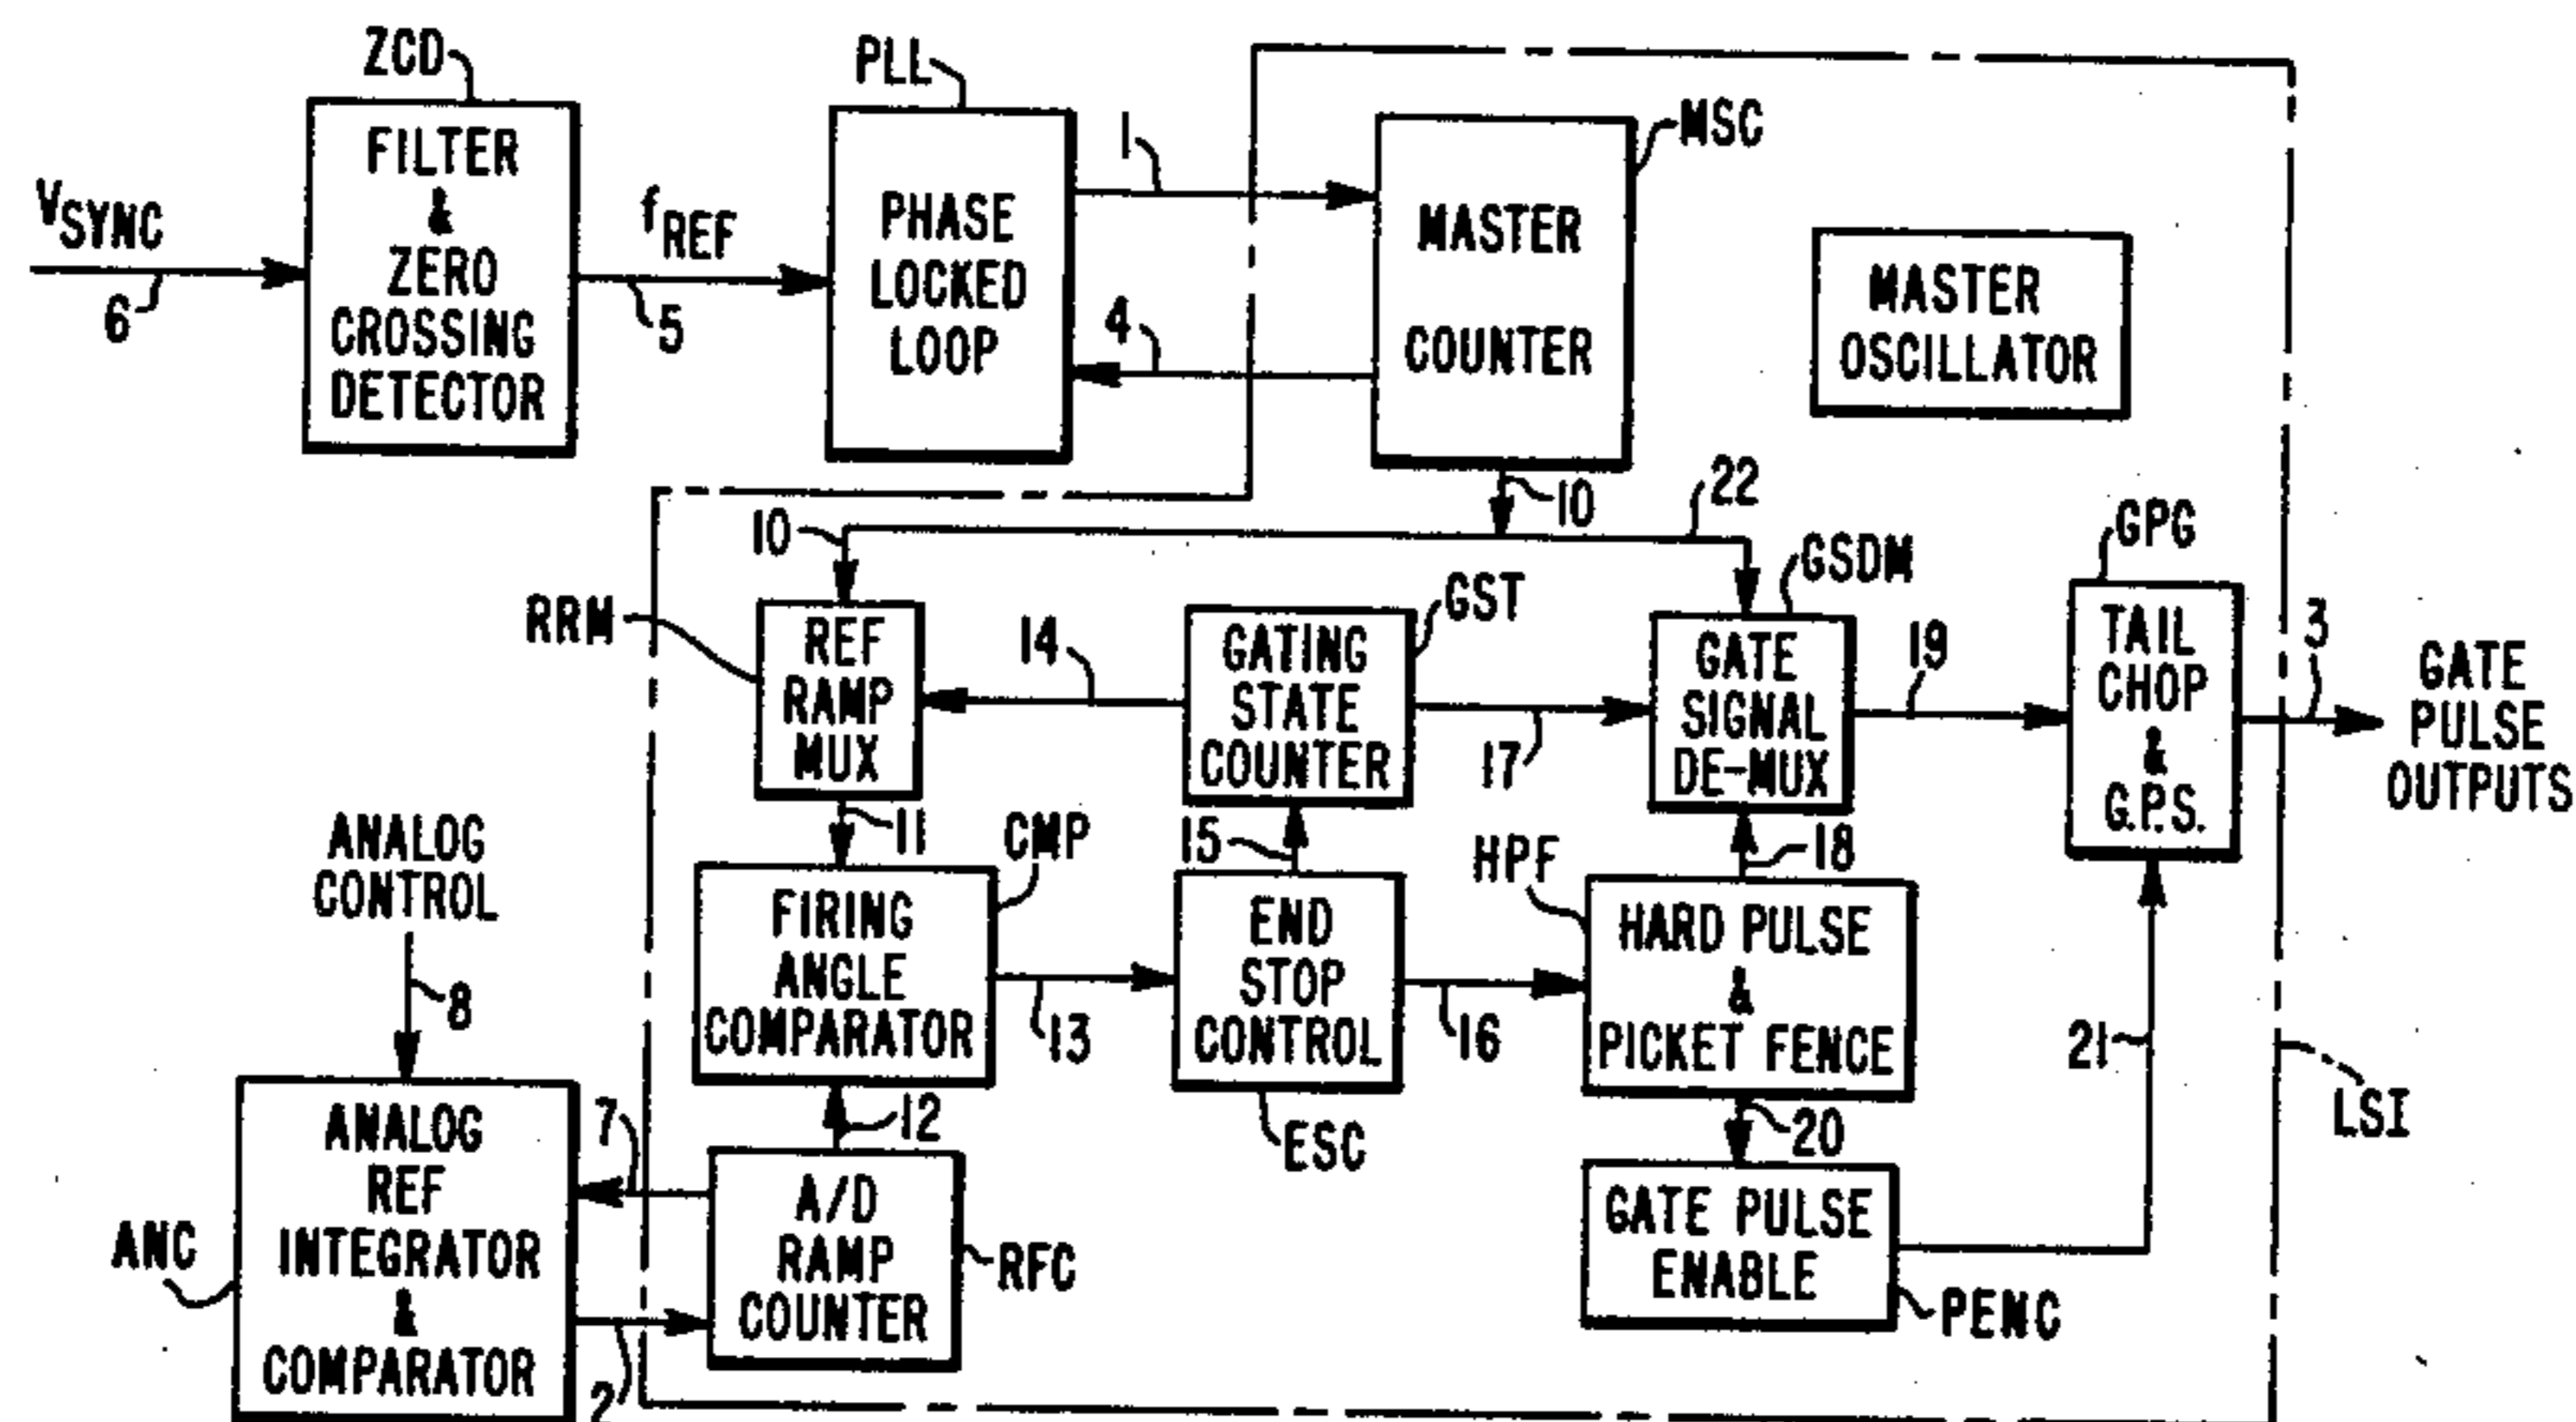 ZCD
PLL
MSC
FILTER
&
ZERO
CROSSING
DETECTOR
VSYNC
6
fREF
5
PHASE
LOCKED
LOOP
1
4
MASTER
COUNTER
MASTER
OSCILLATOR
10
10
22
RRM
REF
RAMP
MUX
14
GATING
STATE
COUNTER
GST
17
GSDM
GATE
SIGNAL
DE-MUX
19
GPG
TAIL
CHOP
&
G.P.S.
3
GATE
PULSE
OUTPUTS
11
CMP
15
HPF
18
ANALOG
CONTROL
8
FIRING
ANGLE
COMPARATOR
13
END
STOP
CONTROL
16
HARD PULSE
&
PICKET FENCE
21
LSI
12
ESC
20
ANC
ANALOG
REF
INTEGRATOR
&
COMPARATOR
7
2
A/D
RAMP
COUNTER
RFC
GATE PULSE
ENABLE
PENC